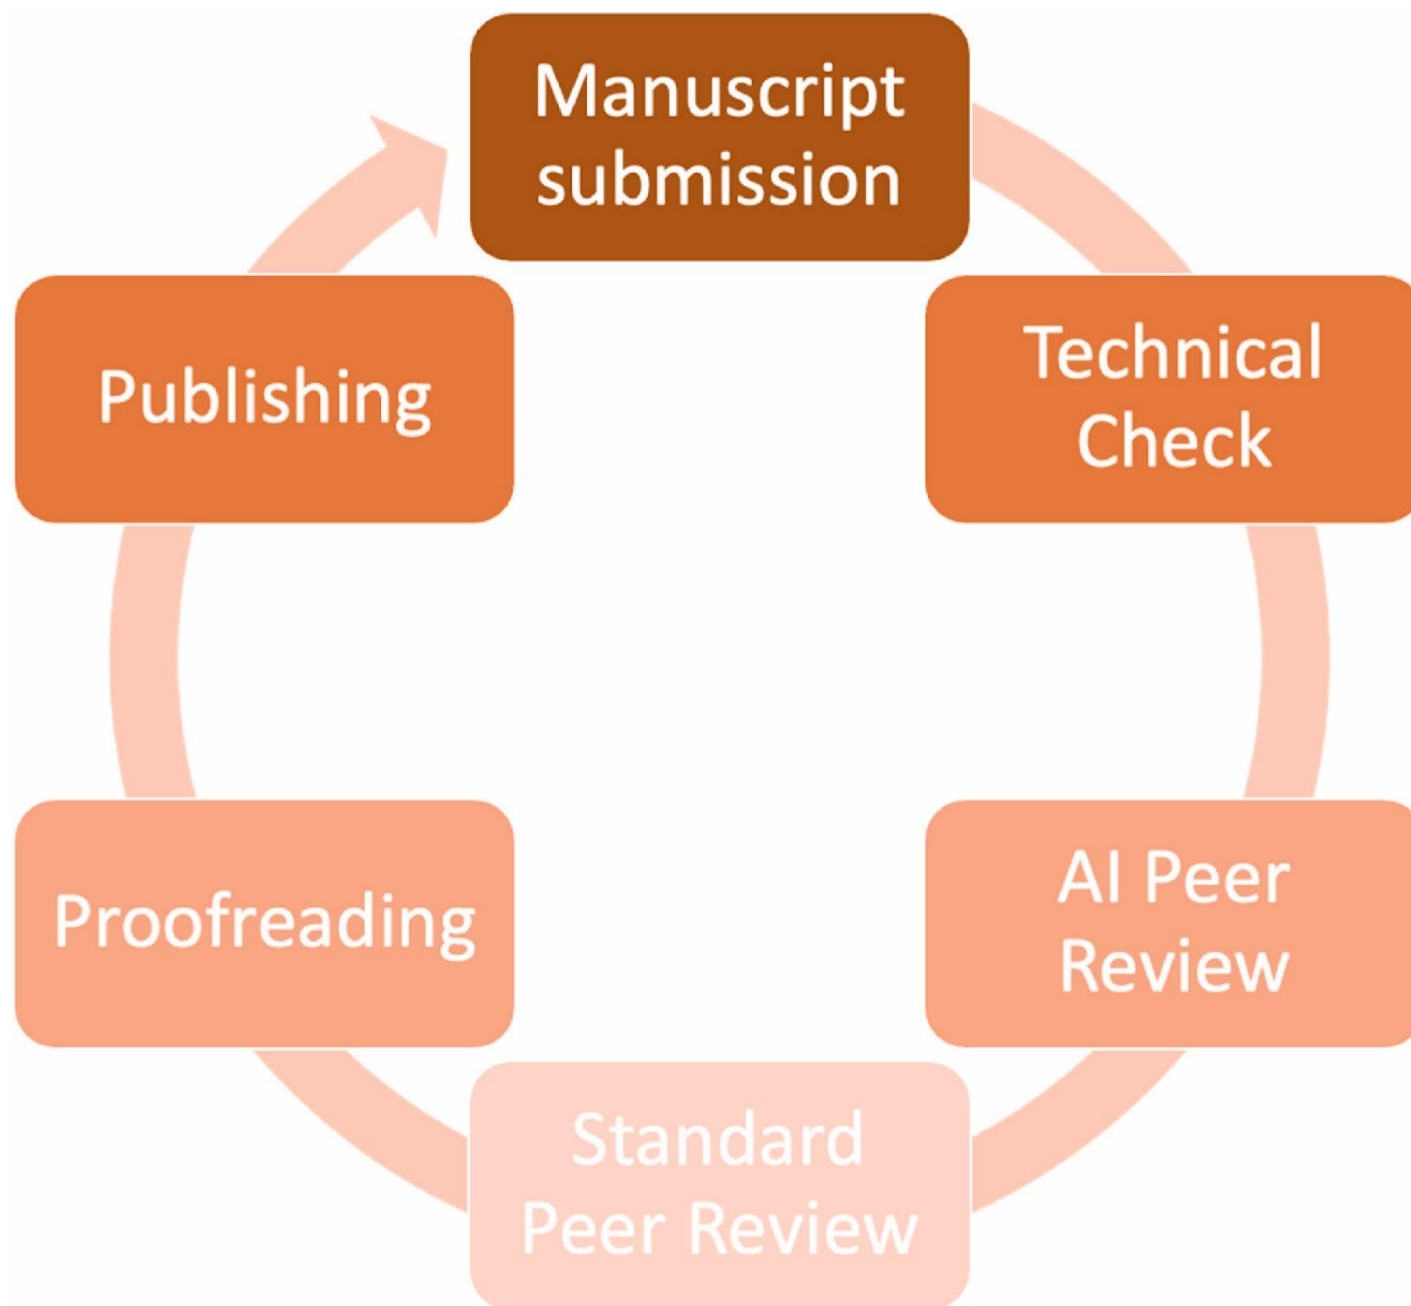 Manuscript
submission
Technical
Check
AI Peer
Review
Standard
Peer Review
Proofreading
Publishing